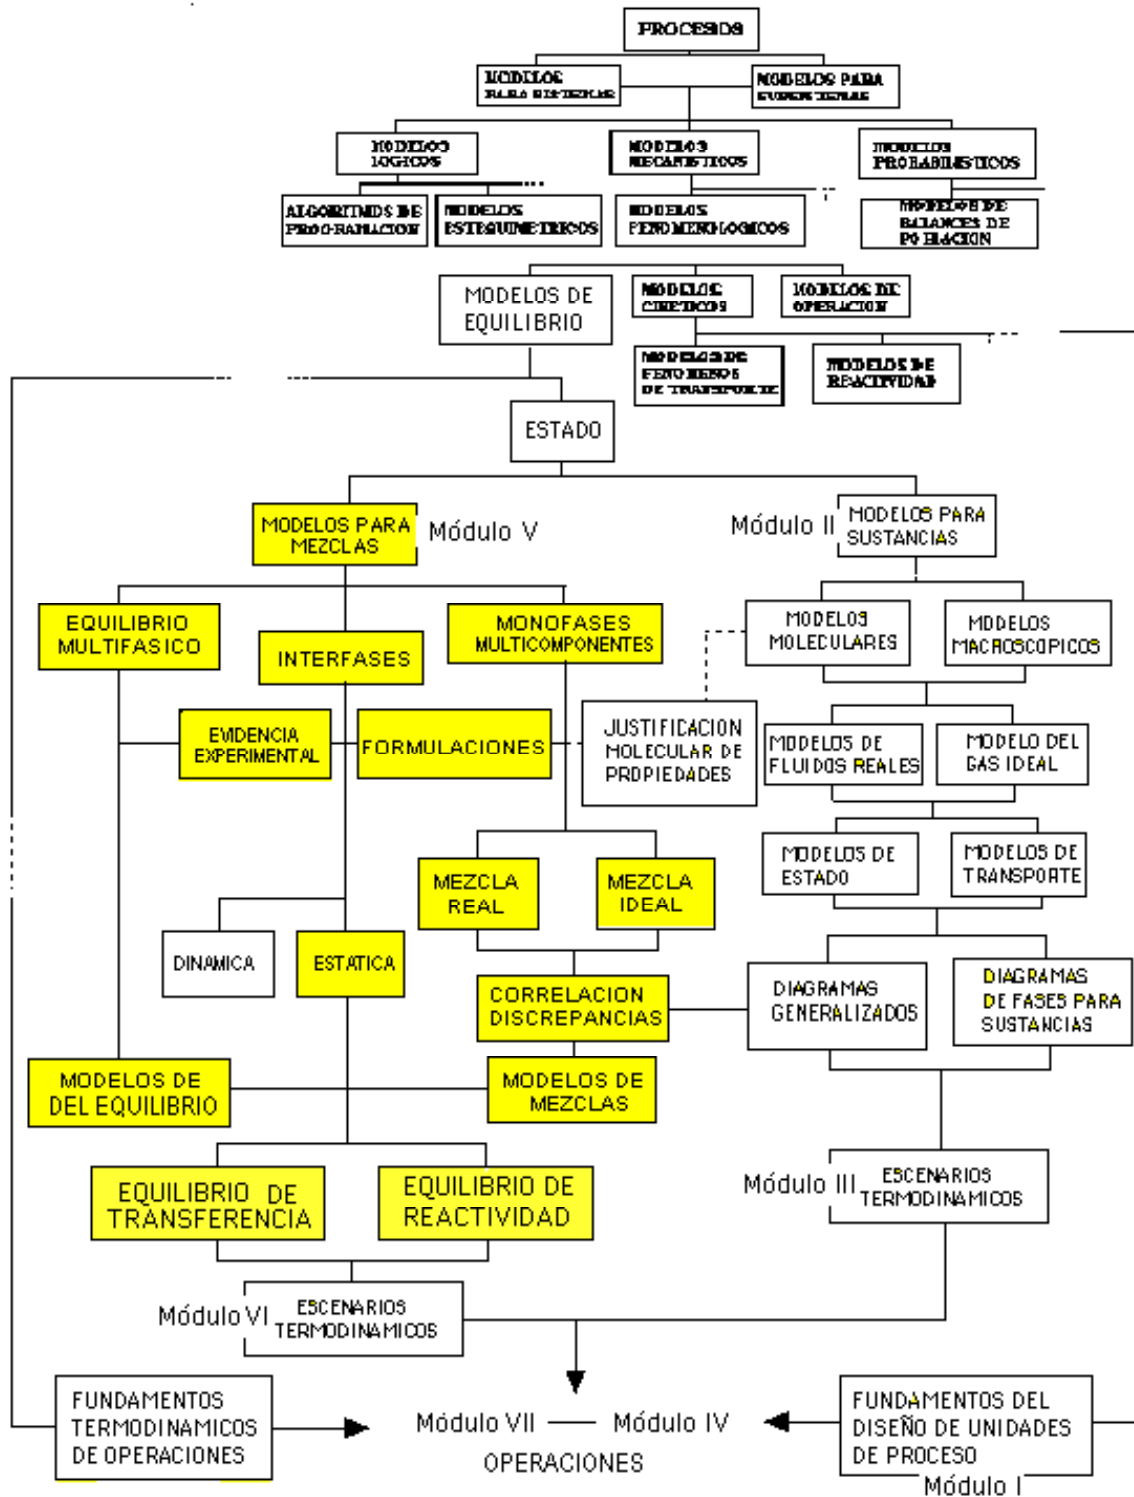 PROCESOS
MODELOS
PARA SISTEMAS
MODELOS PARA
SUBSISTEMAS
MODELOS
LOGICOS
MODELOS
MECANISTICOS
MODELOS
PROBABILISTICOS
ALGORITMOS DE
PROGRAMACION
MODELOS
ESTEQUIMETRICOS
MODELOS
FENOMENOLOGICOS
MODELOS DE
BALANCES DE
POBLACION
MODELOS DE
EQUILIBRIO
MODELOS
CINETICOS
MODELOS DE
OPERACION
MODELOS DE
FENOMENOS
DE TRANSPORTE
MODELOS DE
REACTIVIDAD
ESTADO
MODELOS PARA
MEZCLAS
Módulo V
Módulo II
MODELOS PARA
SUSTANCIAS
EQUILIBRIO
MULTIFASICO
INTERFASES
MONOFASES
MULTICOMPONENTES
MODELOS
MOLECULARES
MODELOS
MACROSCOPICOS
EVIDENCIA
EXPERIMENTAL
FORMULACIONES
JUSTIFICACION
MOLECULAR DE
PROPIEDADES
MODELOS DE
FLUIDOS REALES
MODELO DEL
GAS IDEAL
MEZCLA
REAL
MEZCLA
IDEAL
MODELOS DE
ESTADO
MODELOS DE
TRANSPORTE
DINAMICA
ESTATICA
CORRELACION
DISCREPANCIAS
DIAGRAMAS
GENERALIZADOS
DIAGRAMAS
DE FASES PARA
SUSTANCIAS
MODELOS DE
DEL EQUILIBRIO
MODELOS DE
MEZCLAS
EQUILIBRIO DE
TRANSFERENCIA
EQUILIBRIO DE
REACTIVIDAD
Módulo III
ESCENARIOS
TERMODINAMICOS
Módulo VI
ESCENARIOS
TERMODINAMICOS
FUNDAMENTOS
TERMODINAMICOS
DE OPERACIONES
Módulo VII — Módulo IV
OPERACIONES
FUNDAMENTOS DEL
DISEÑO DE UNIDADES
DE PROCESO
Módulo I